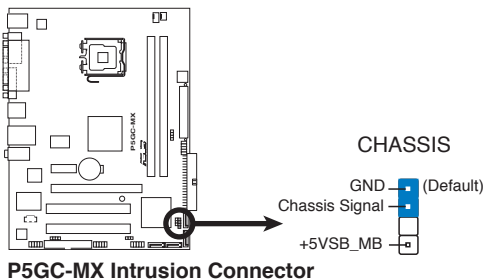 P5GC-MX
CHASSIS
GND
(Default)
Chassis Signal
+5VSB_MB
P5GC-MX Intrusion Connector